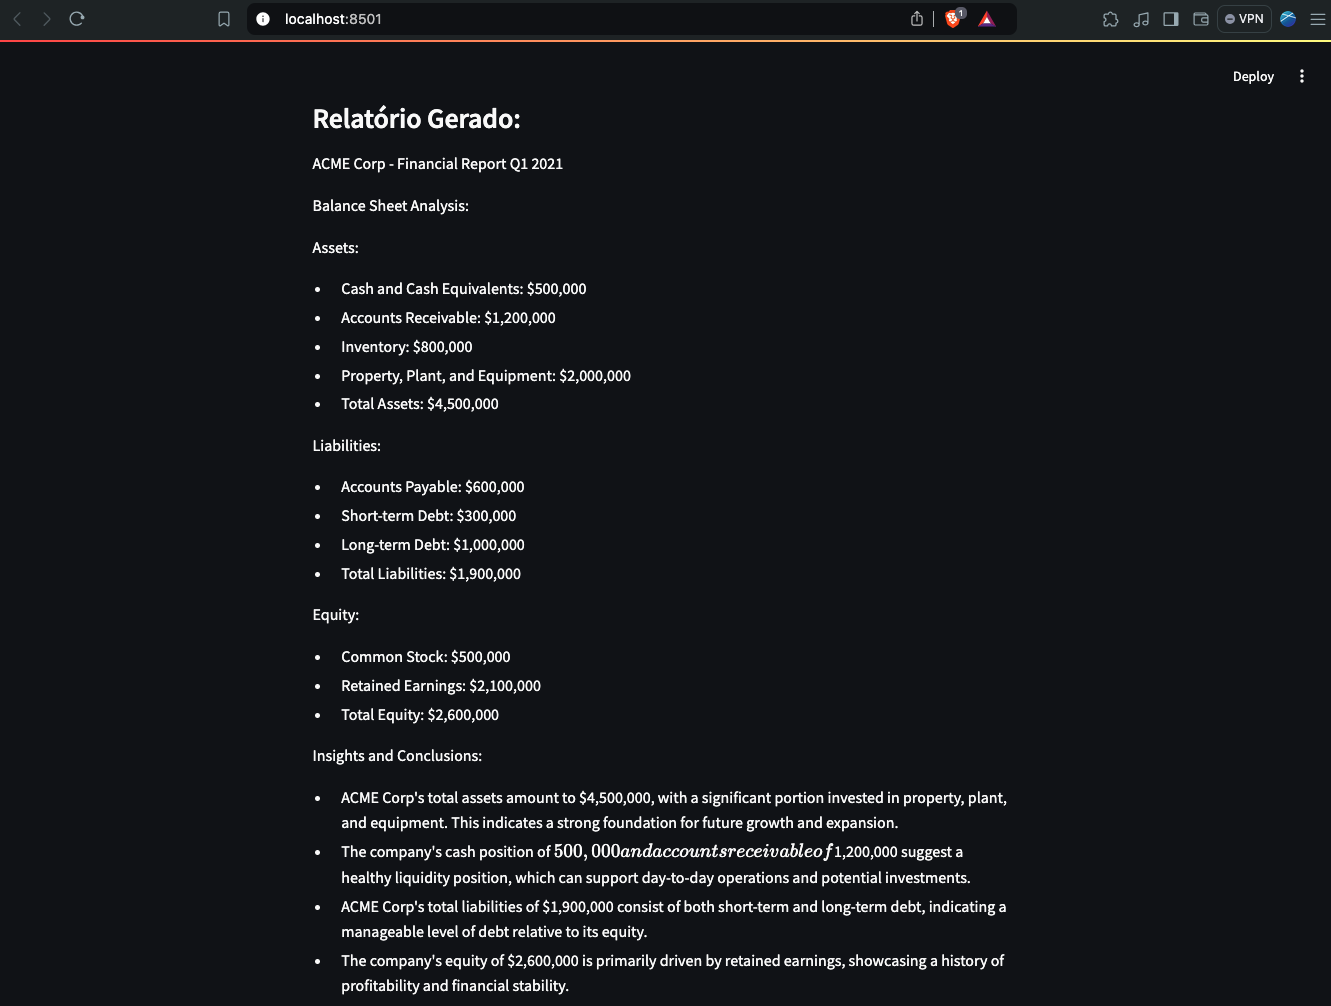 localhost:8501
1
VPN
Deploy
Relatório Gerado:
ACME Corp - Financial Report Q1 2021
Balance Sheet Analysis:
Assets:
• Cash and Cash Equivalents: $500,000
• Accounts Receivable: $1,200,000
• Inventory: $800,000
• Property, Plant, and Equipment: $2,000,000
• Total Assets: $4,500,000
Liabilities:
• Accounts Payable: $600,000
• Short-term Debt: $300,000
• Long-term Debt: $1,000,000
• Total Liabilities: $1,900,000
Equity:
• Common Stock: $500,000
• Retained Earnings: $2,100,000
• Total Equity: $2,600,000
Insights and Conclusions:
• ACME Corp's total assets amount to $4,500,000, with a significant portion invested in property, plant,
and equipment. This indicates a strong foundation for future growth and expansion.
• The company's cash position of 500, 000andaccountsreceivableof1,200,000 suggest a
healthy liquidity position, which can support day-to-day operations and potential investments.
• ACME Corp's total liabilities of $1,900,000 consist of both short-term and long-term debt, indicating a
manageable level of debt relative to its equity.
• The company's equity of $2,600,000 is primarily driven by retained earnings, showcasing a history of
profitability and financial stability.